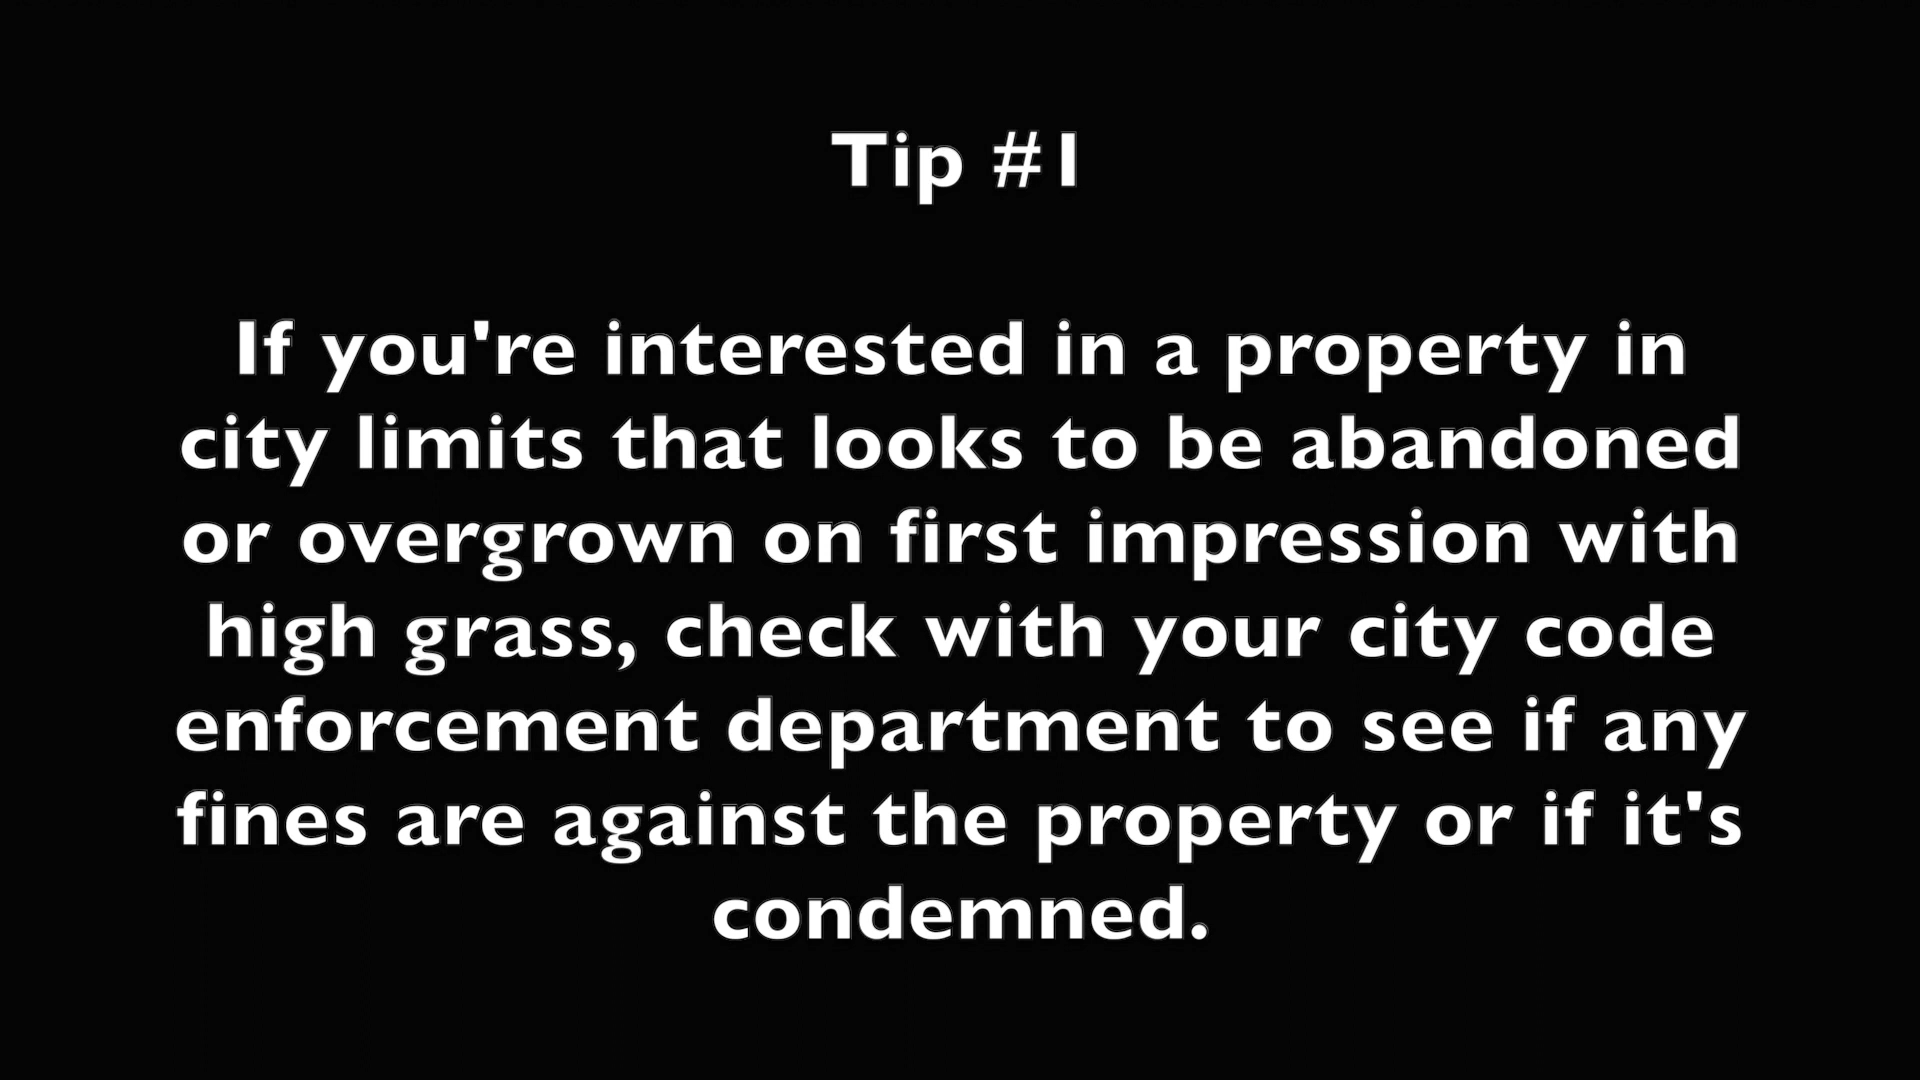 Tip #1
If you're interested in a property in
city limits that looks to be abandoned
or overgrown on first impression with
high grass, check with your city code
enforcement department to see if any
fines are against the property or if it's
condemned.